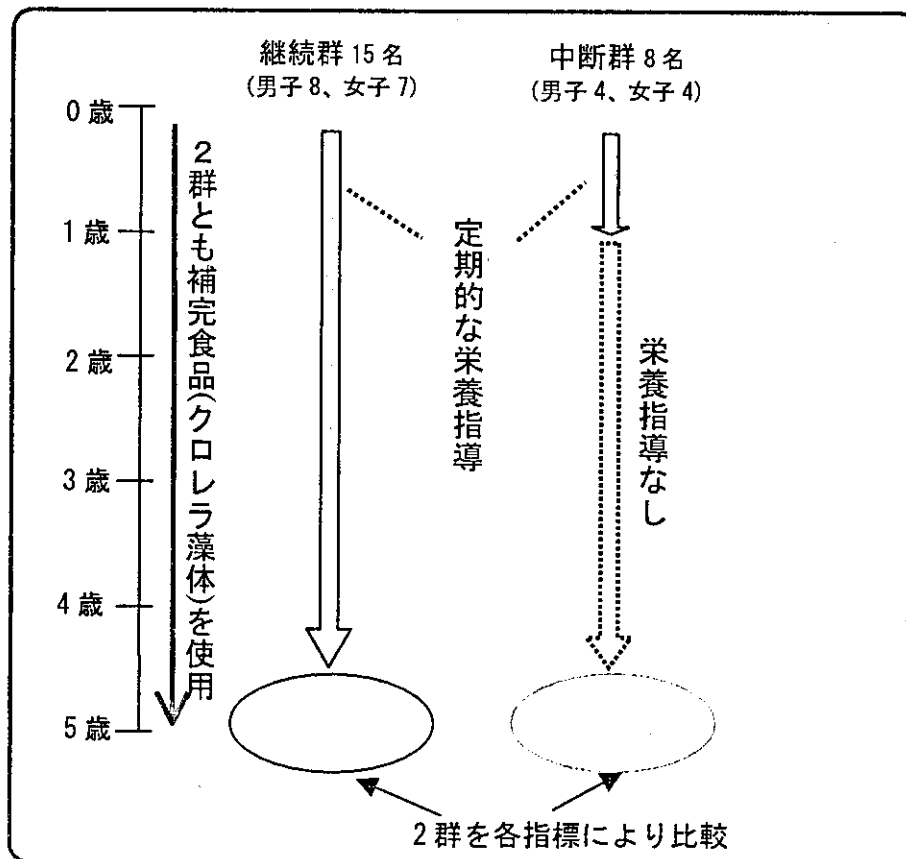 継続群 15名
(男子8、女子7)
中断群 8名
(男子4、女子4)
0歳
1歳
2歳
3歳
4歳
5歳
2群とも補完食品(クロレラ藻体)を使用
定期的な栄養指導
栄養指導なし
2群を各指標により比較